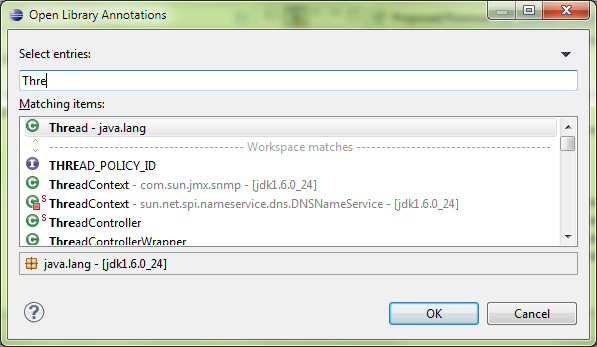 Open Library Annotations
Select entries:
Thre
Matching items:
Thread - java.lang
Workspace matches
THREAD_POLICY_ID
ThreadContext - com.sun.jmx.snmp - [jdk1.6.0_24]
ThreadContext - sun.net.spi.nameservice.dns.DNSNameService - [jdk1.6.0_24]
ThreadController
ThreadControllerWrapper
java.lang - [jdk1.6.0_24]
OK
Cancel